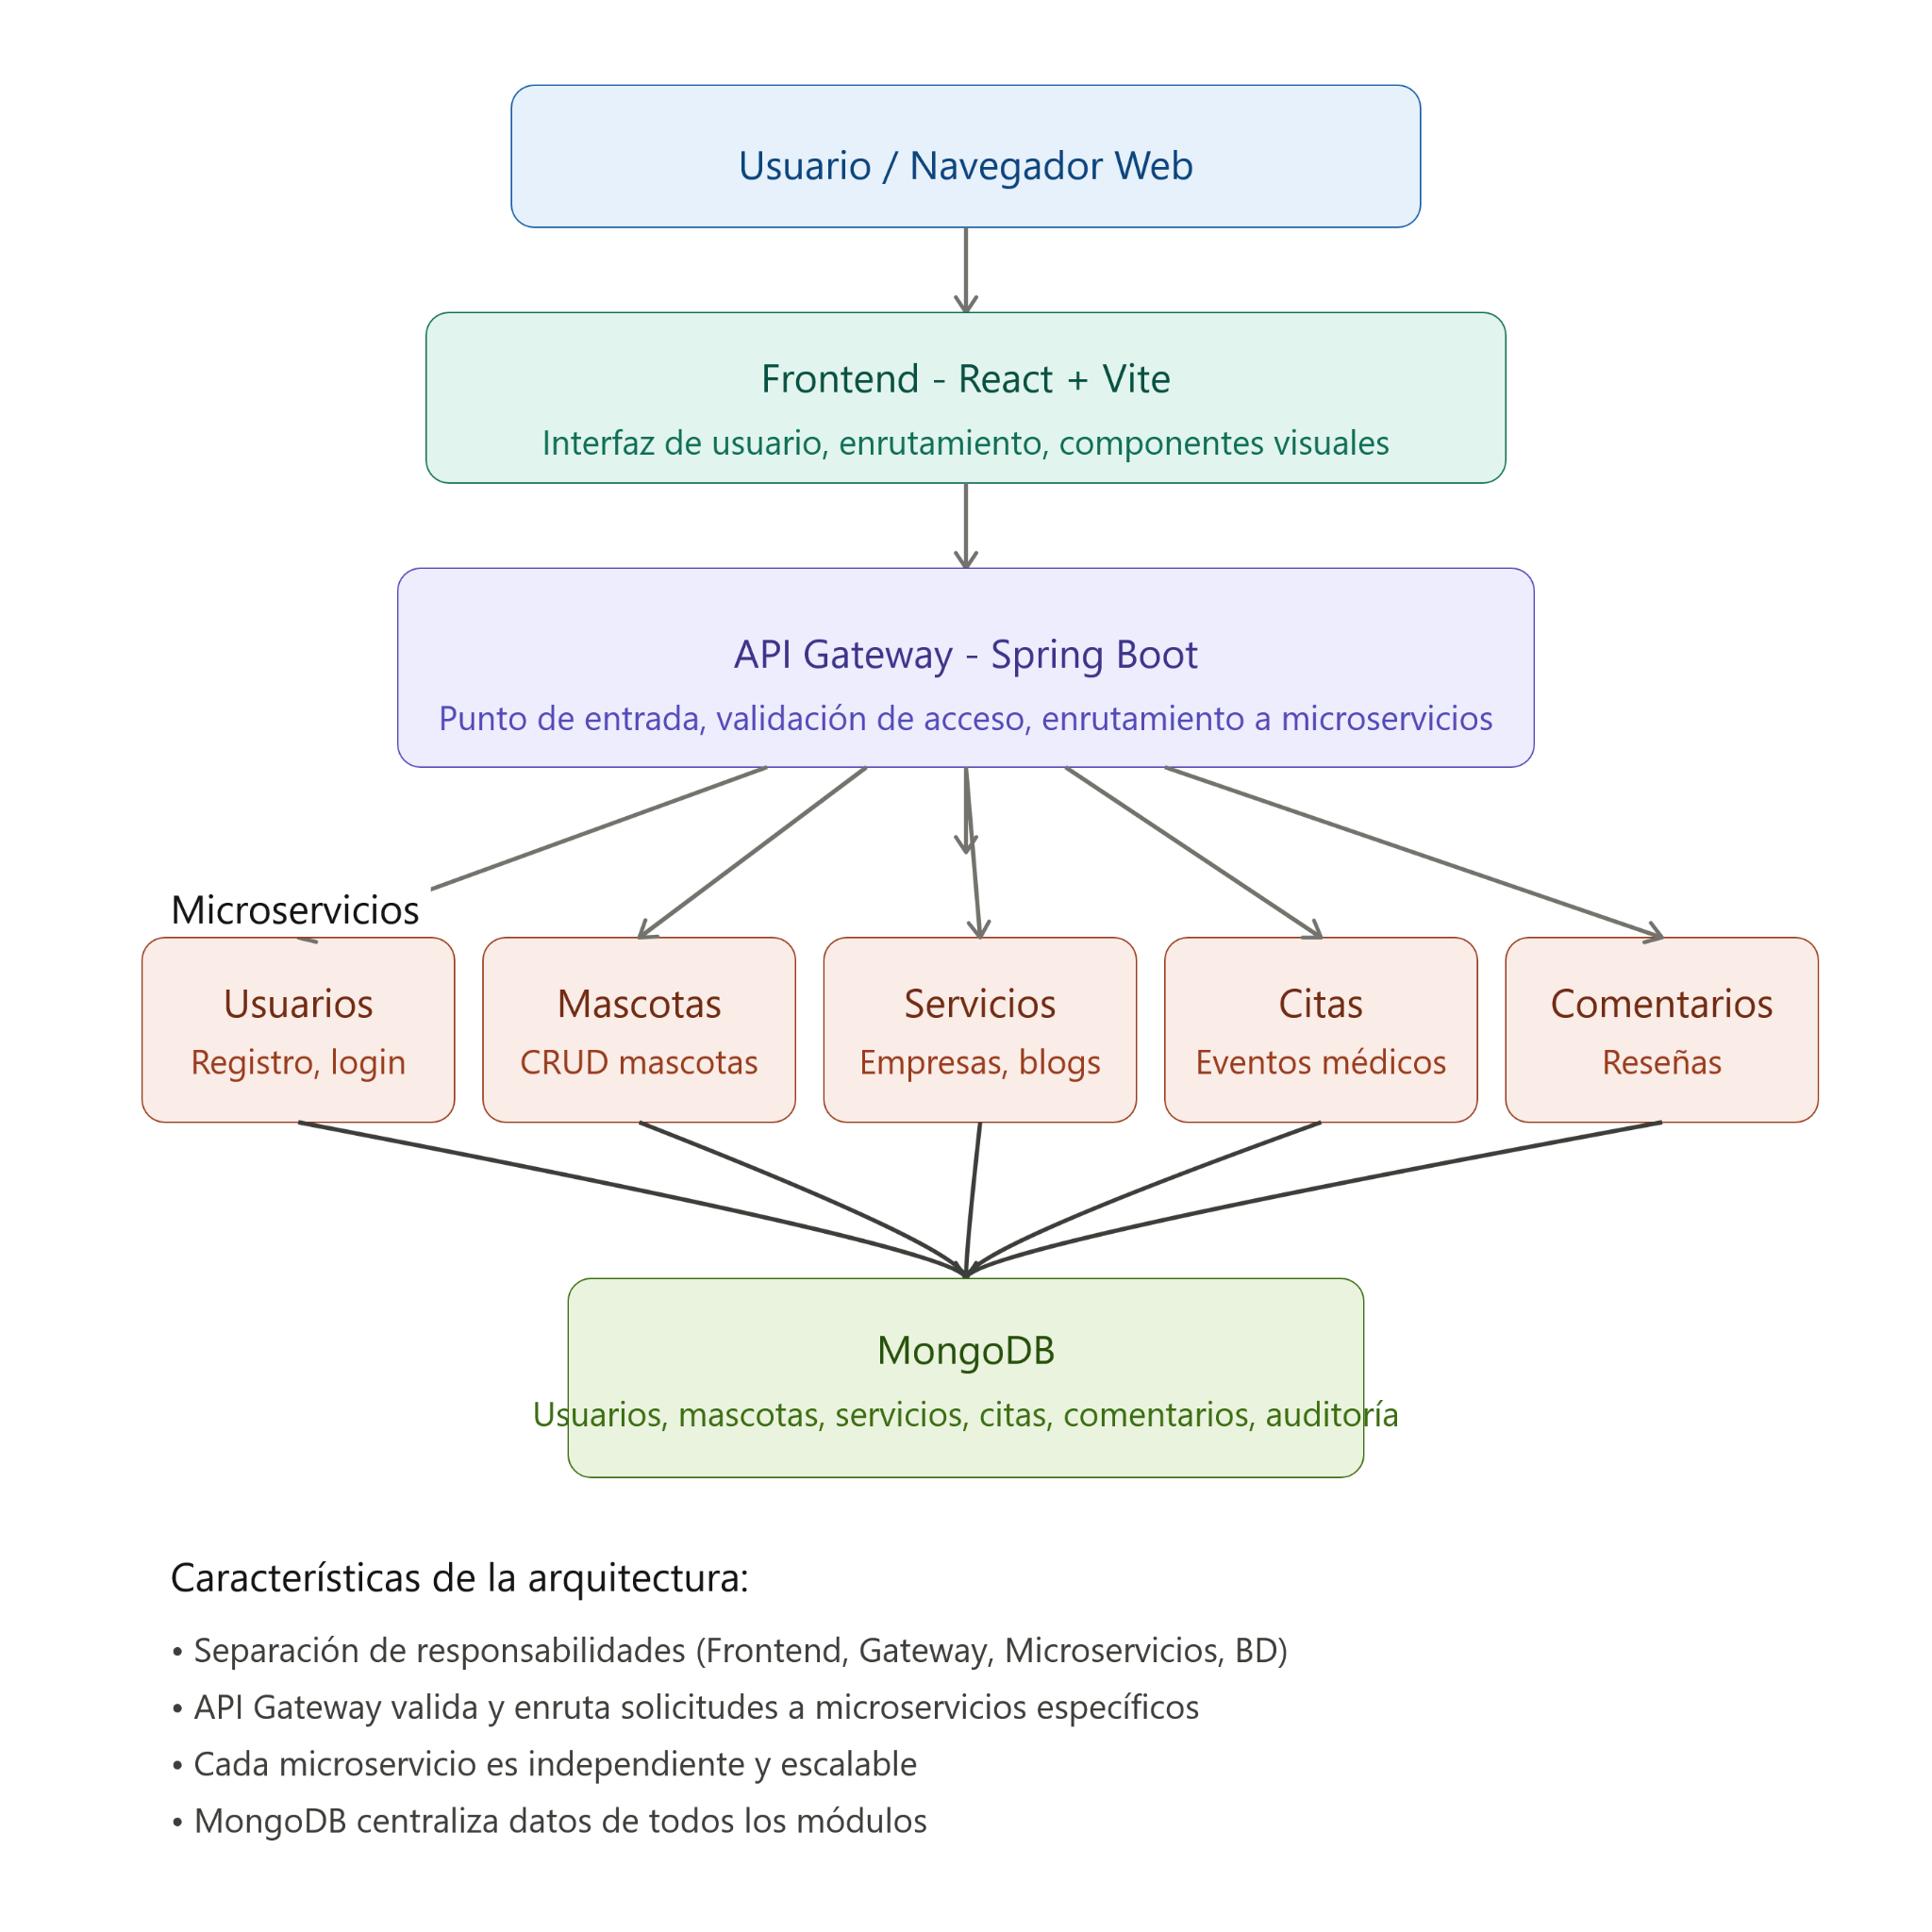 Usuario / Navegador Web
Frontend - React + Vite
Interfaz de usuario, enrutamiento, componentes visuales
API Gateway - Spring Boot
Punto de entrada, validación de acceso, enrutamiento a microservicios
Microservicios
Usuarios
Registro, login
Mascotas
CRUD mascotas
Servicios
Empresas, blogs
Citas
Eventos médicos
Comentarios
Reseñas
MongoDB
Usuarios, mascotas, servicios, citas, comentarios, auditoría
Características de la arquitectura:
• Separación de responsabilidades (Frontend, Gateway, Microservicios, BD)
• API Gateway valida y enruta solicitudes a microservicios específicos
• Cada microservicio es independiente y escalable
• MongoDB centraliza datos de todos los módulos